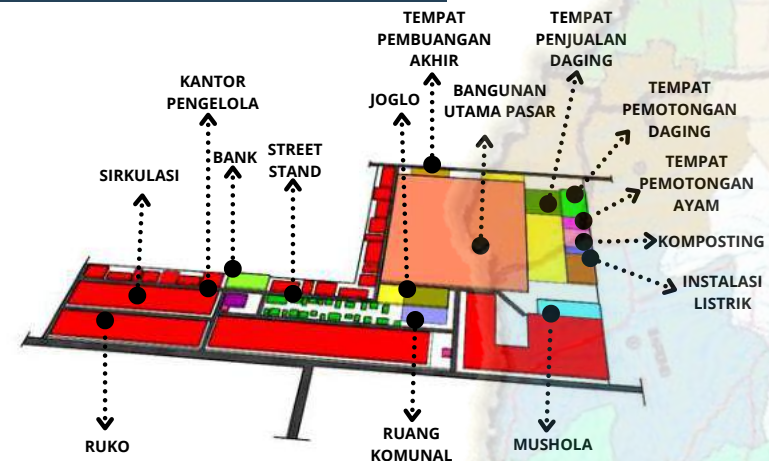 TEMPAT
PEMBUANGAN
AKHIR
TEMPAT
PENJUALAN
DAGING
KANTOR
PENGELOLA
JOGLO
BANGUNAN
UTAMA PASAR
TEMPAT
PEMOTONGAN
DAGING
SIRKULASI
BANK
STREET
STAND
TEMPAT
PEMOTONGAN
AYAM
KOMPOSTING
INSTALASI
LISTRIK
RUKO
RUANG
KOMUNAL
MUSHOLA